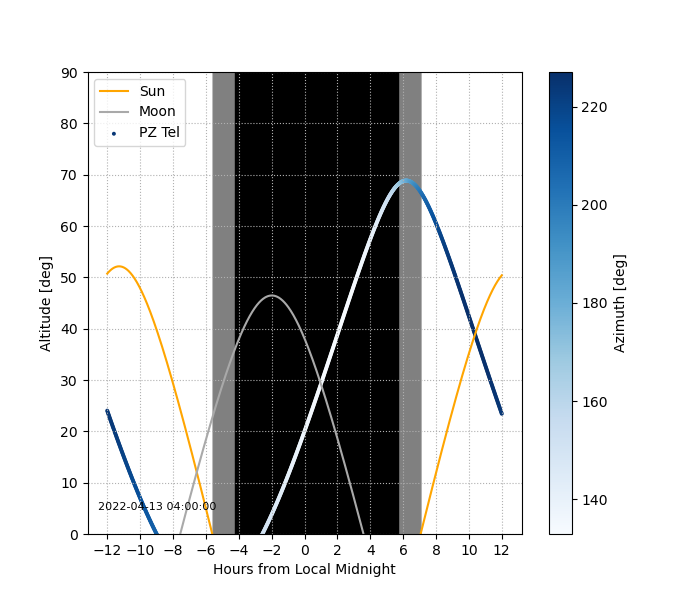 Sun
Moon
PZ Tel
90
80
70
60
50
40
30
20
10
0
Altitude [deg]
2022-04-13 04:00:00
−12 −10 −8 −6 −4 −2 0 2 4 6 8 10 12
Hours from Local Midnight
220
200
180
160
140
Azimuth [deg]